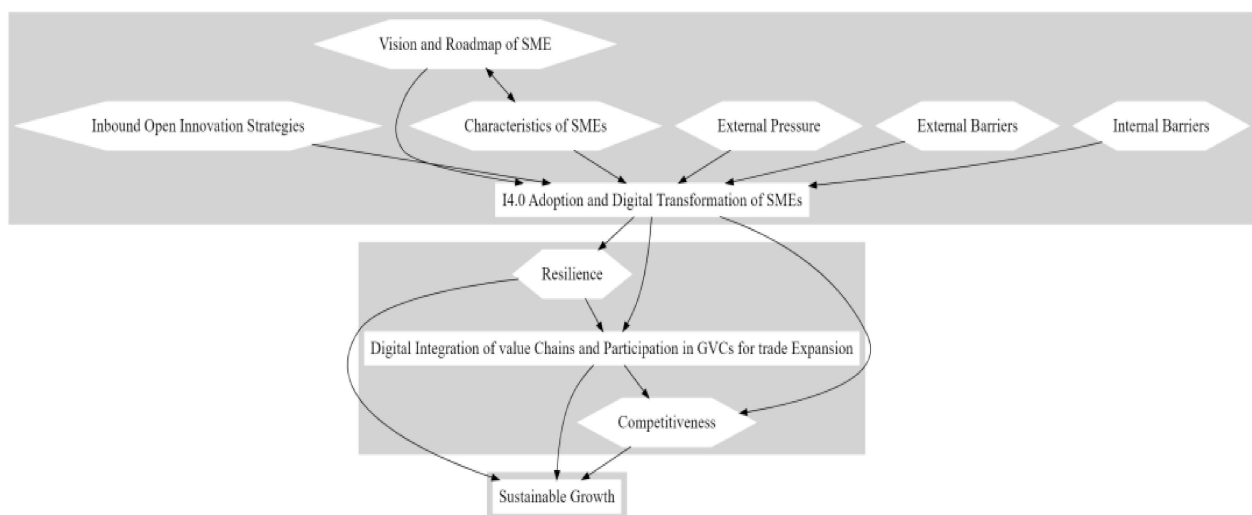 Vision and Roadmap of SME
Inbound Open Innovation Strategies
Characteristics of SMEs
External Pressure
External Barriers
Internal Barriers
I4.0 Adoption and Digital Transformation of SMEs
Resilience
Digital Integration of value Chains and Participation in GVCs for trade Expansion
Competitiveness
Sustainable Growth